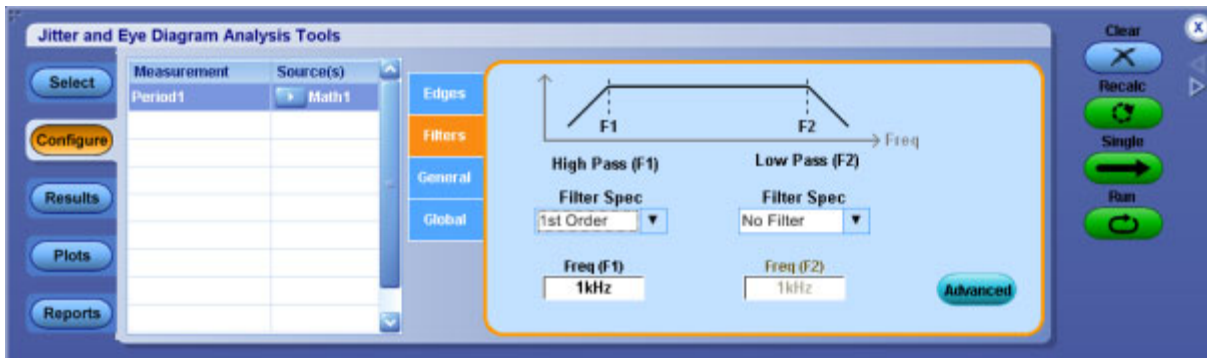 Jitter and Eye Diagram Analysis Tools
Select
Configure
Results
Plots
Reports
Measurement Source(s)
Period1 Math1
Edges
Filters
General
Global
F1 F2
Freq
High Pass (F1) Low Pass (F2)
Filter Spec Filter Spec
1st Order No Filter
Freq (F1) Freq (F2)
1kHz 1kHz
Advanced
Clear
X
Recalc
Single
Run